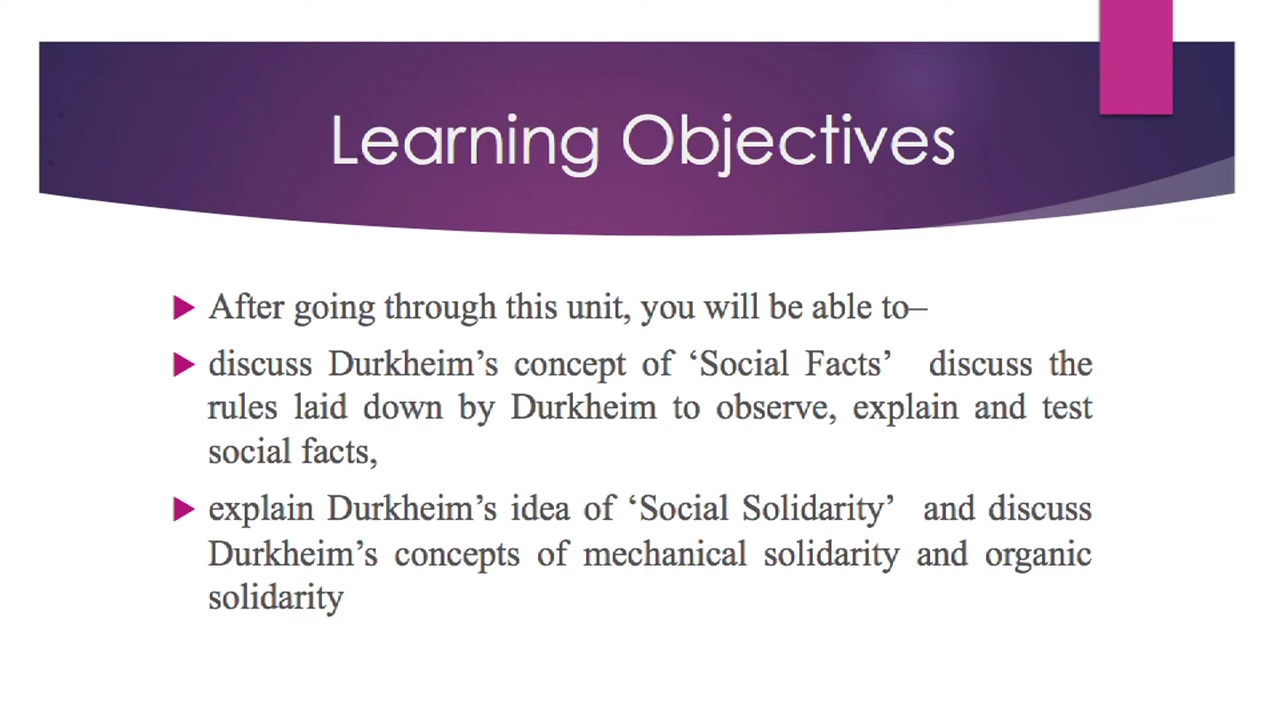 Learning Objectives
After going through this unit, you will be able to–
discuss Durkheim’s concept of ‘Social Facts’ discuss the
rules laid down by Durkheim to observe, explain and test
social facts,
explain Durkheim’s idea of ‘Social Solidarity’ and discuss
Durkheim’s concepts of mechanical solidarity and organic
solidarity